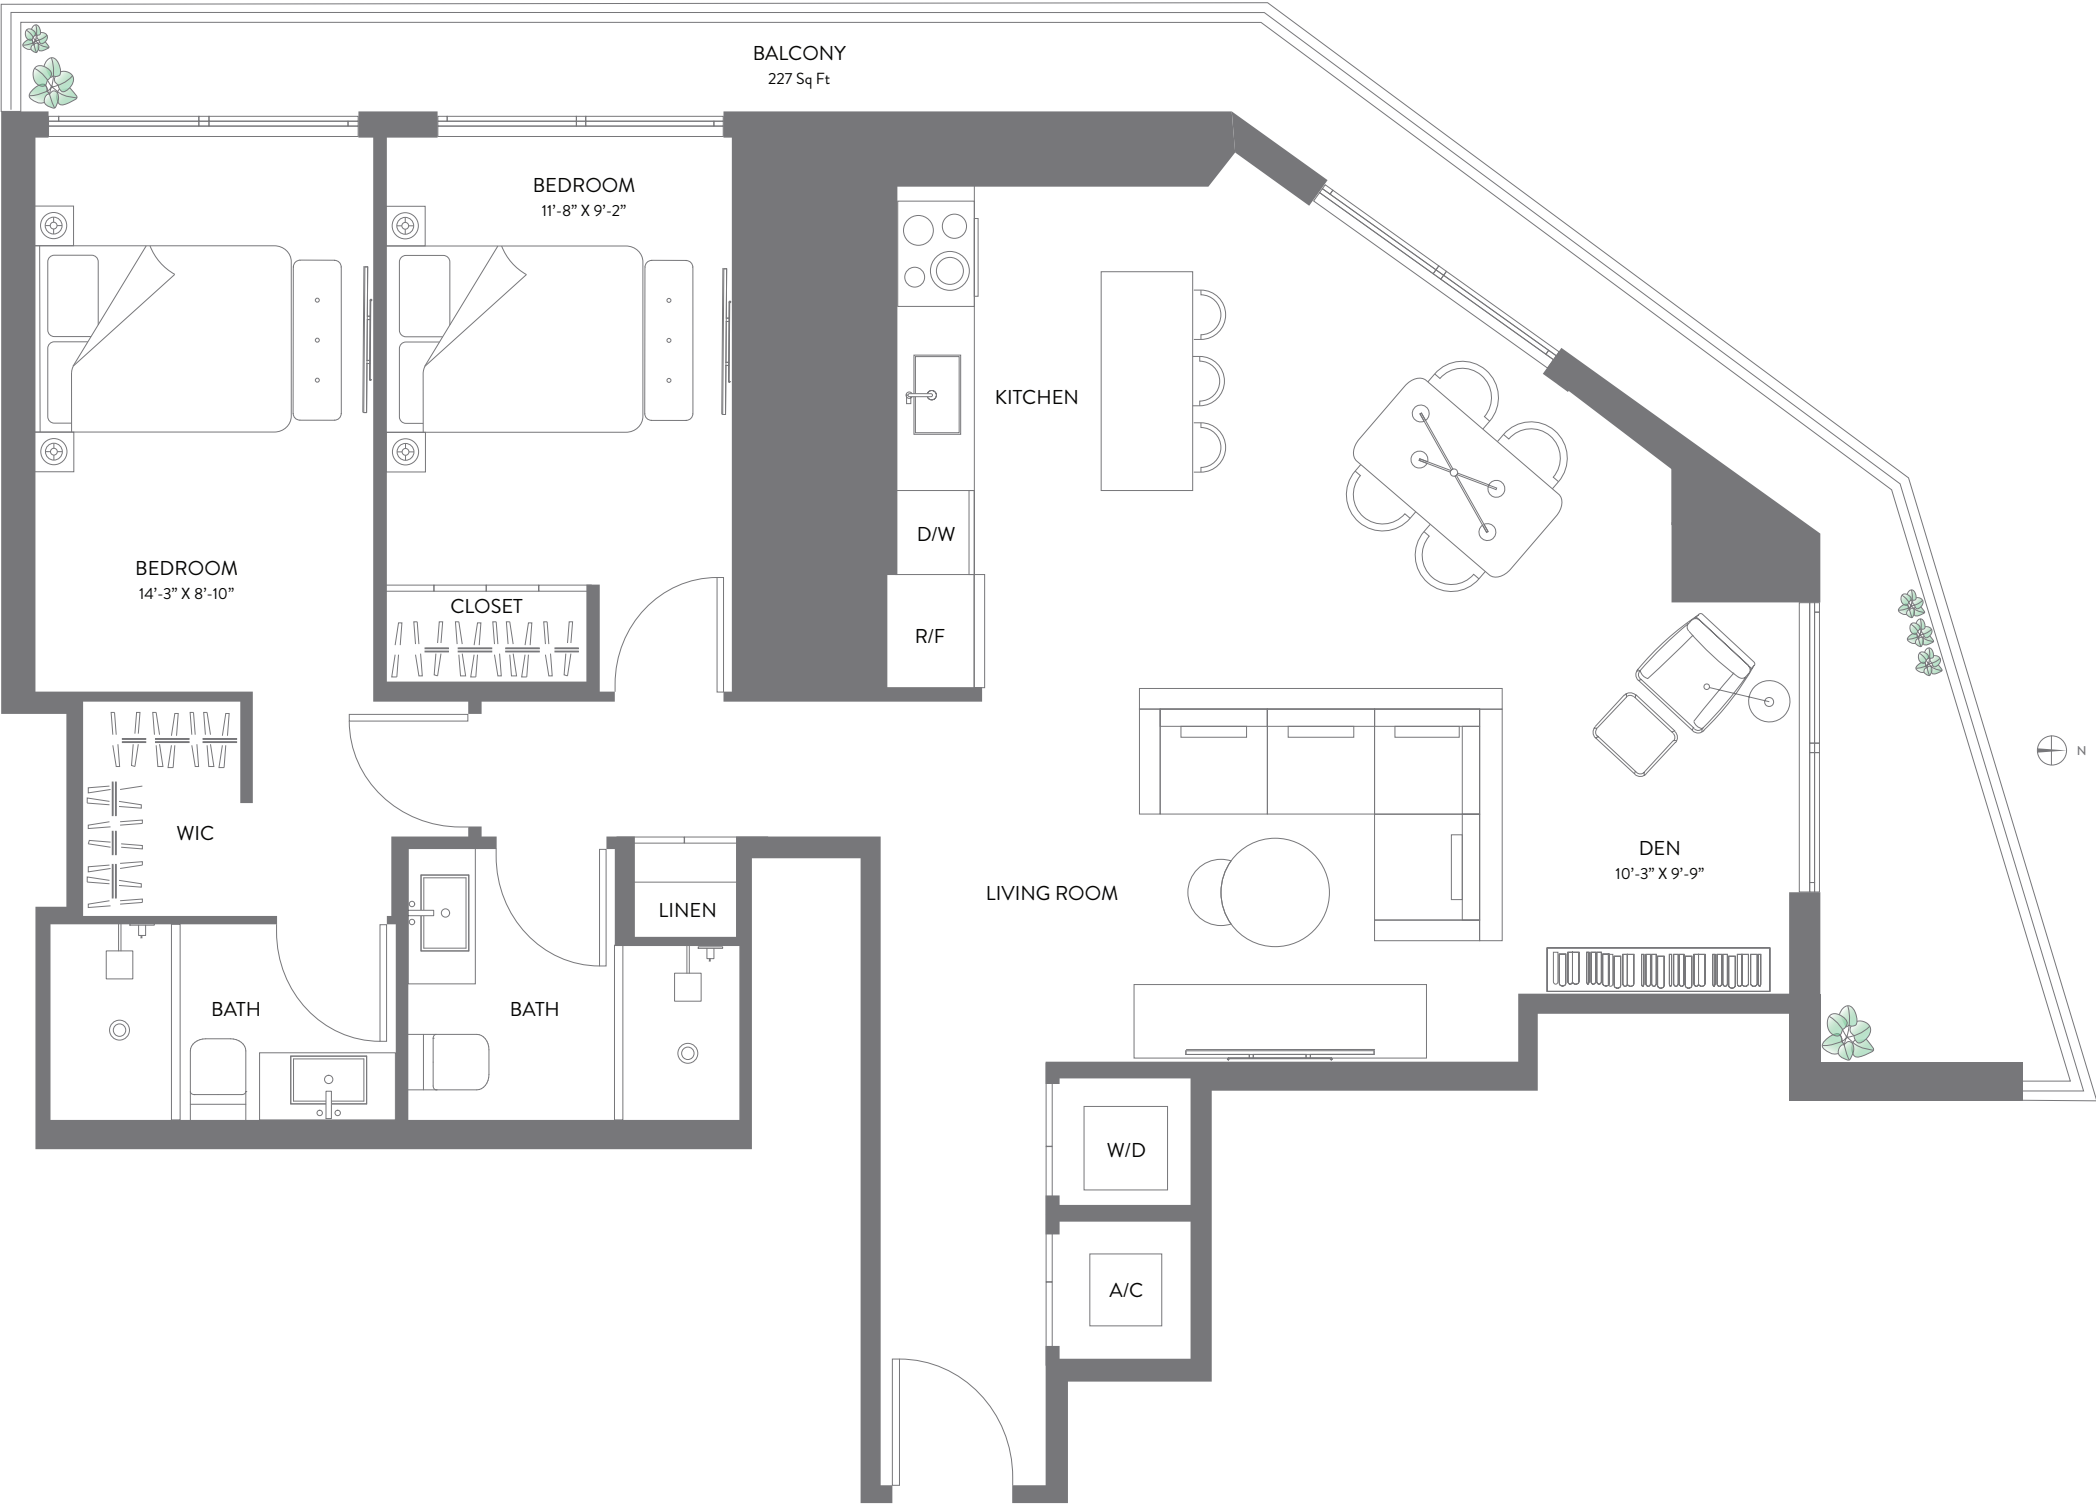 BALCONY
227 Sq Ft
BEDROOM
11’-8” X 9’-2”
KITCHEN
D/W
BEDROOM
14’-3” X 8’-10”
CLOSET
R/F
N
WIC
DEN
10’-3” X 9’-9”
LIVING ROOM
LINEN
BATH
BATH
W/D
A/C